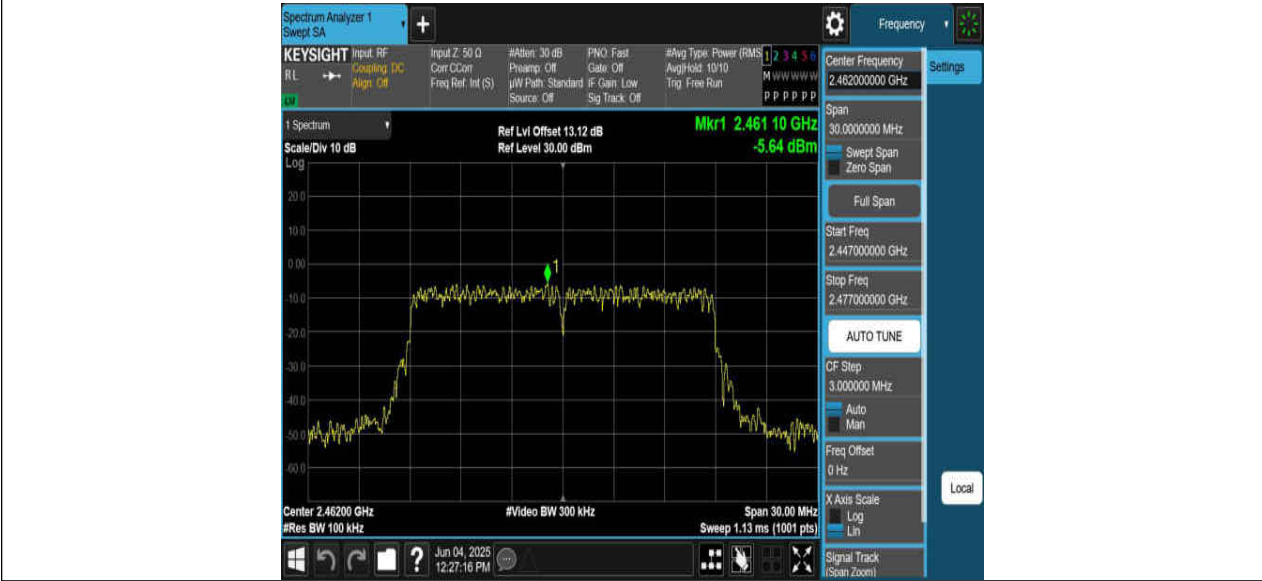 Spectrum Analyzer 1
Swept SA
+
Frequency
KEYSIGHT
RL
Input: RF
Coupling: DC
Align: Off
Input Z: 50 Ω
Corr CCorr
Freq Ref: Int (S)
#Atten: 30 dB
Preamp: Off
µW Path: Standard
Source: Off
PNO: Fast
Gate: Off
IF Gain: Low
Sig Track: Off
#Avg Type: Power (RMS
Avg|Hold: 10/10
Trig: Free Run
1 2 3 4 5 6
M W W W W W
P P P P P P
1 Spectrum
Scale/Div 10 dB
Ref Lvl Offset 13.12 dB
Ref Level 30.00 dBm
Mkr1 2.461 10 GHz
-5.64 dBm
Log
20.0
10.0
0.00
-10.0
-20.0
-30.0
-40.0
-50.0
-60.0
1
Center 2.46200 GHz
#Res BW 100 kHz
#Video BW 300 kHz
Span 30.00 MHz
Sweep 1.13 ms (1001 pts)
?
Jun 04, 2025
12:27:16 PM
Center Frequency
2.462000000 GHz
Settings
Span
30.0000000 MHz
Swept Span
Zero Span
Full Span
Start Freq
2.447000000 GHz
Stop Freq
2.477000000 GHz
AUTO TUNE
CF Step
3.000000 MHz
Auto
Man
Freq Offset
0 Hz
X Axis Scale
Log
Lin
Local
Signal Track
(Span Zoom)